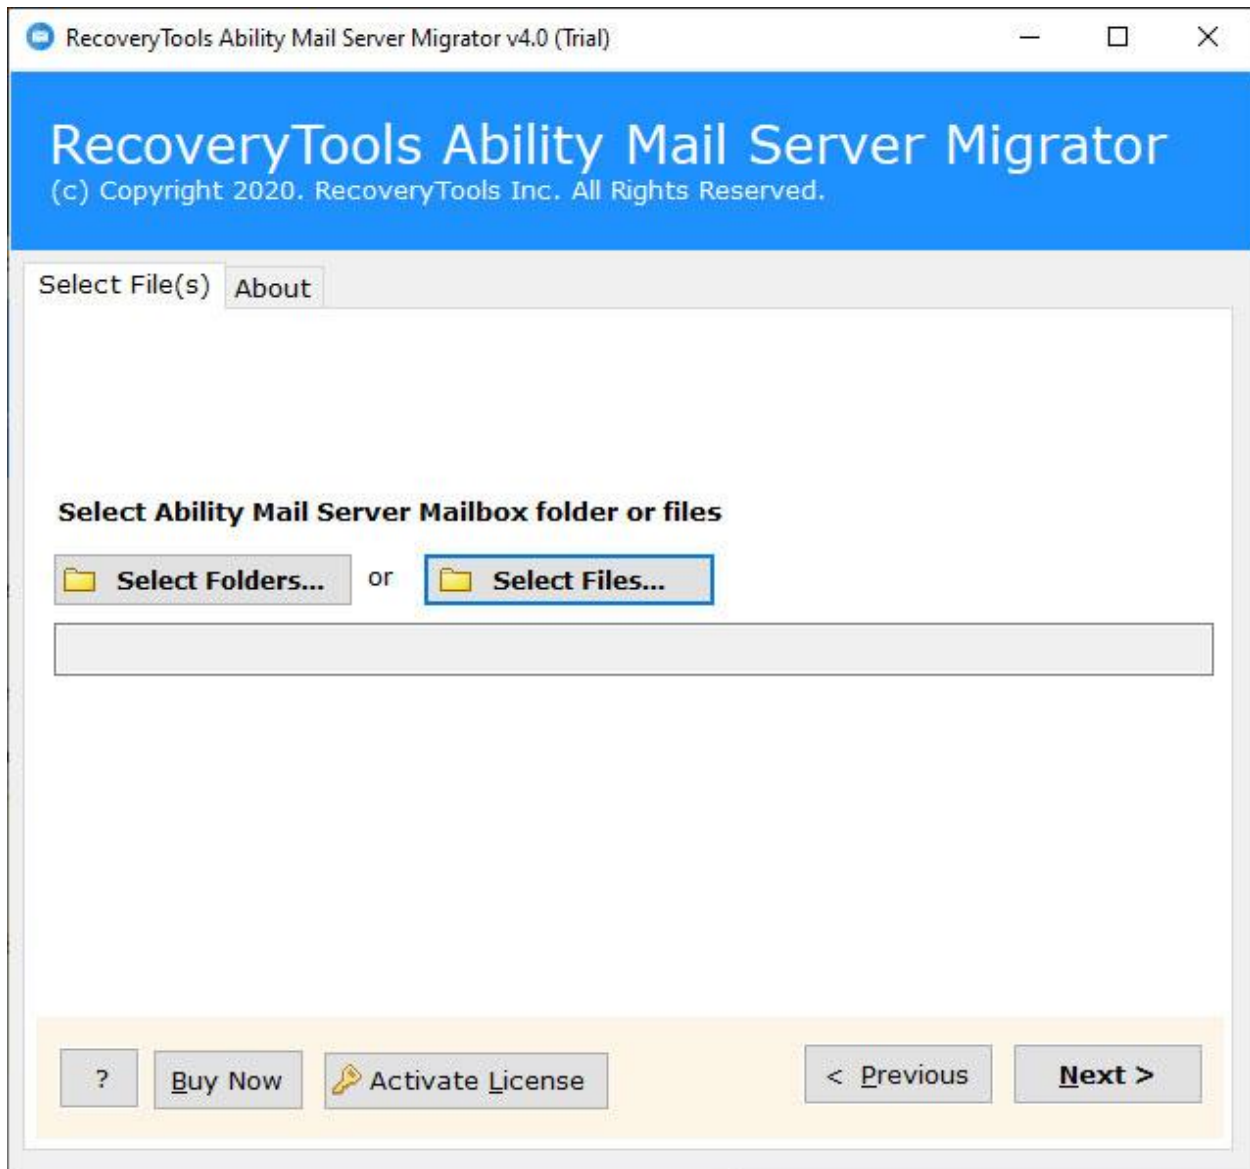 RecoveryTools Ability Mail Server Migrator v4.0 (Trial)
RecoveryTools Ability Mail Server Migrator
(c) Copyright 2020. RecoveryTools Inc. All Rights Reserved.
Select File(s) About
Select Ability Mail Server Mailbox folder or files
Select Folders... or Select Files...
? Buy Now Activate License < Previous Next >